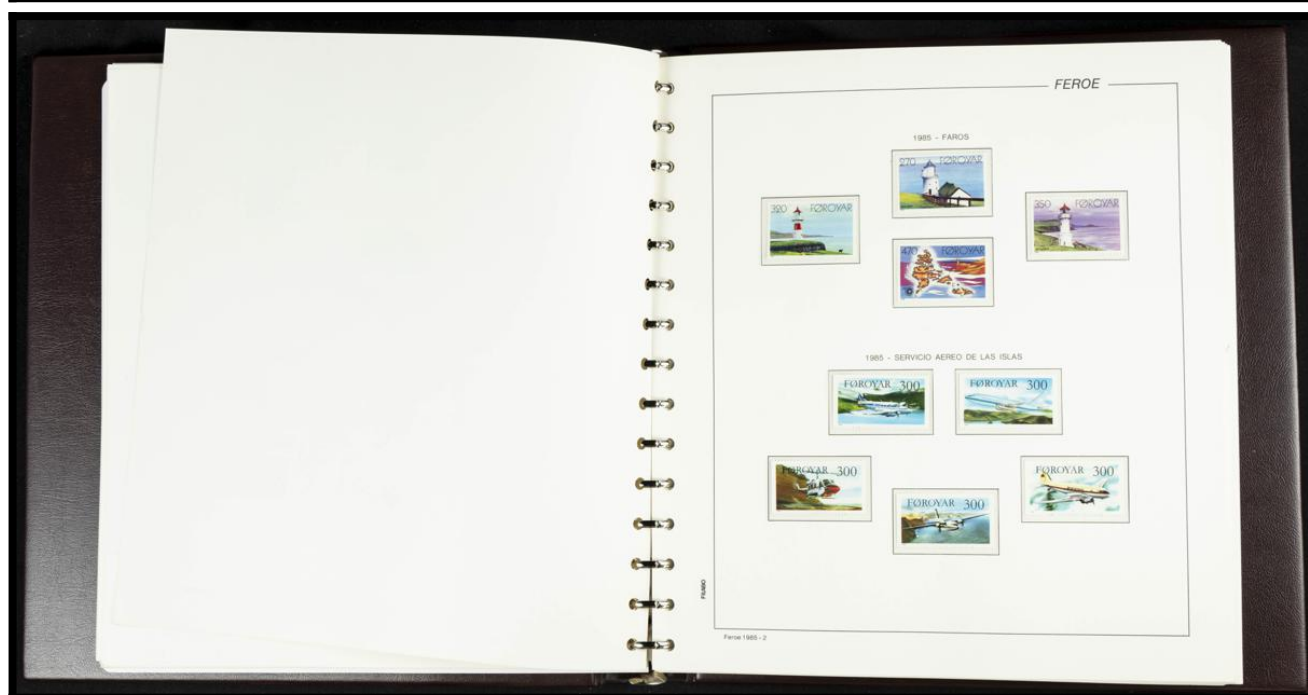 FEROE
1985 - FAROS
270 FØROYAR
320 FØROYAR
350 FØROYAR
470 FØROYAR
1985 - SERVICIO AEREO DE LAS ISLAS
FØROYAR 300
FØROYAR 300
FØROYAR 300
FØROYAR 300
FØROYAR 300
FILABO
Feroe 1985 - 2